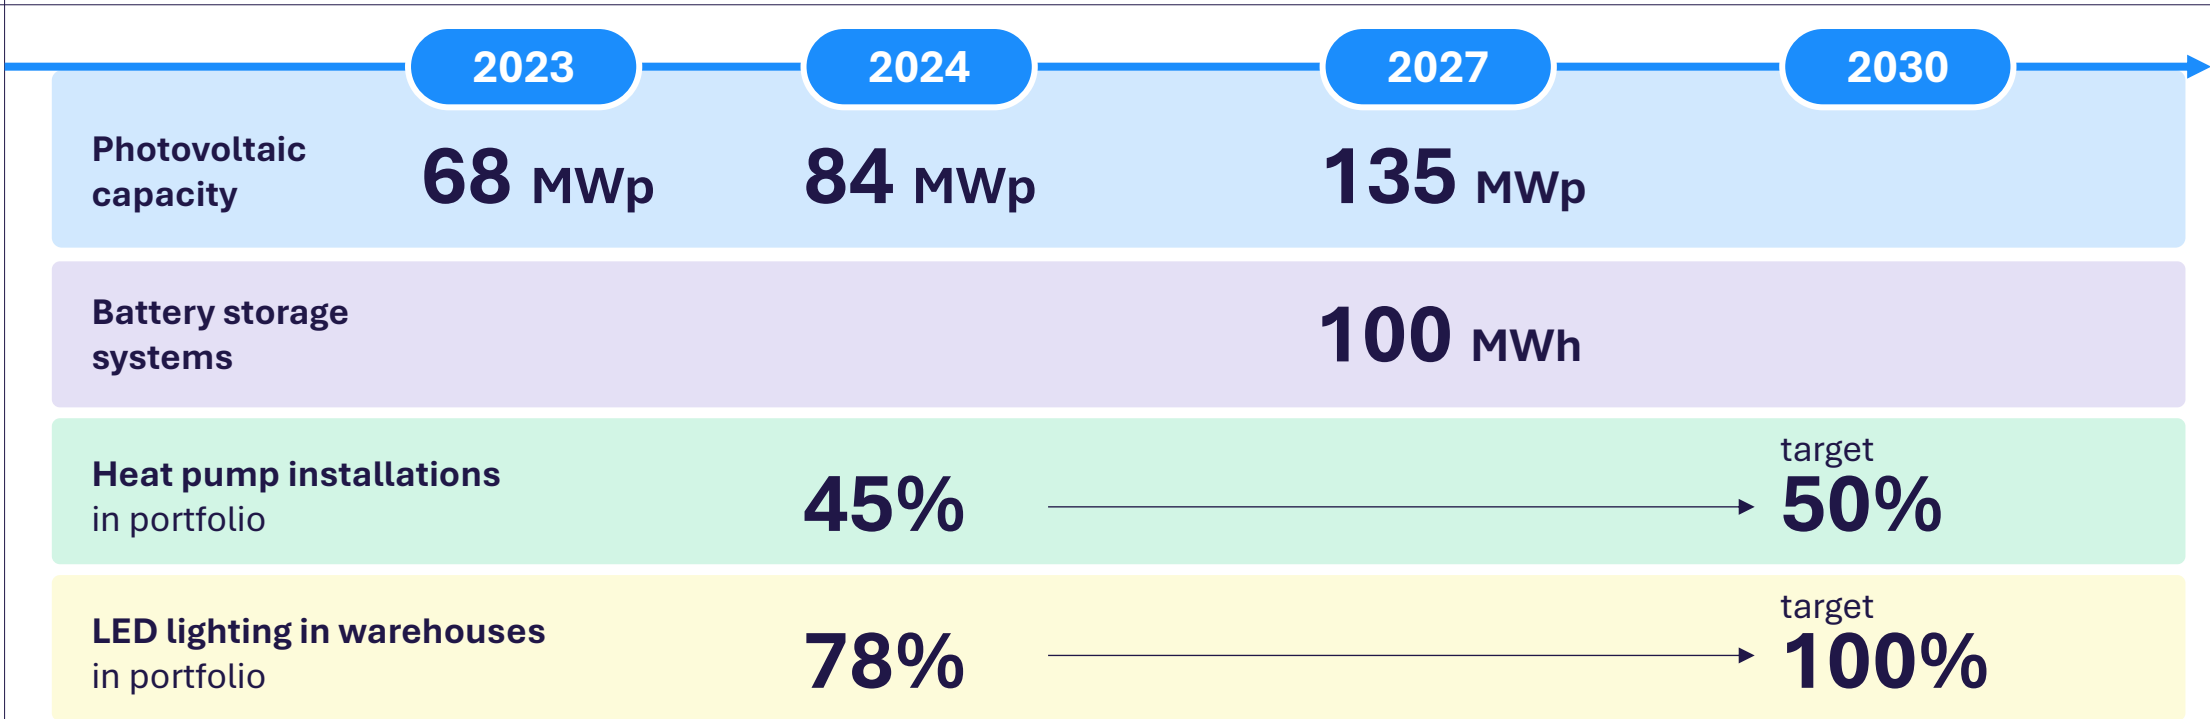 2023 2024 2027 2030
Photovoltaic
capacity
68 MWp 84 MWp 135 MWp
Battery storage
systems
100 MWh
Heat pump installations
in portfolio
45%
target
50%
LED lighting in warehouses
in portfolio
78%
target
100%